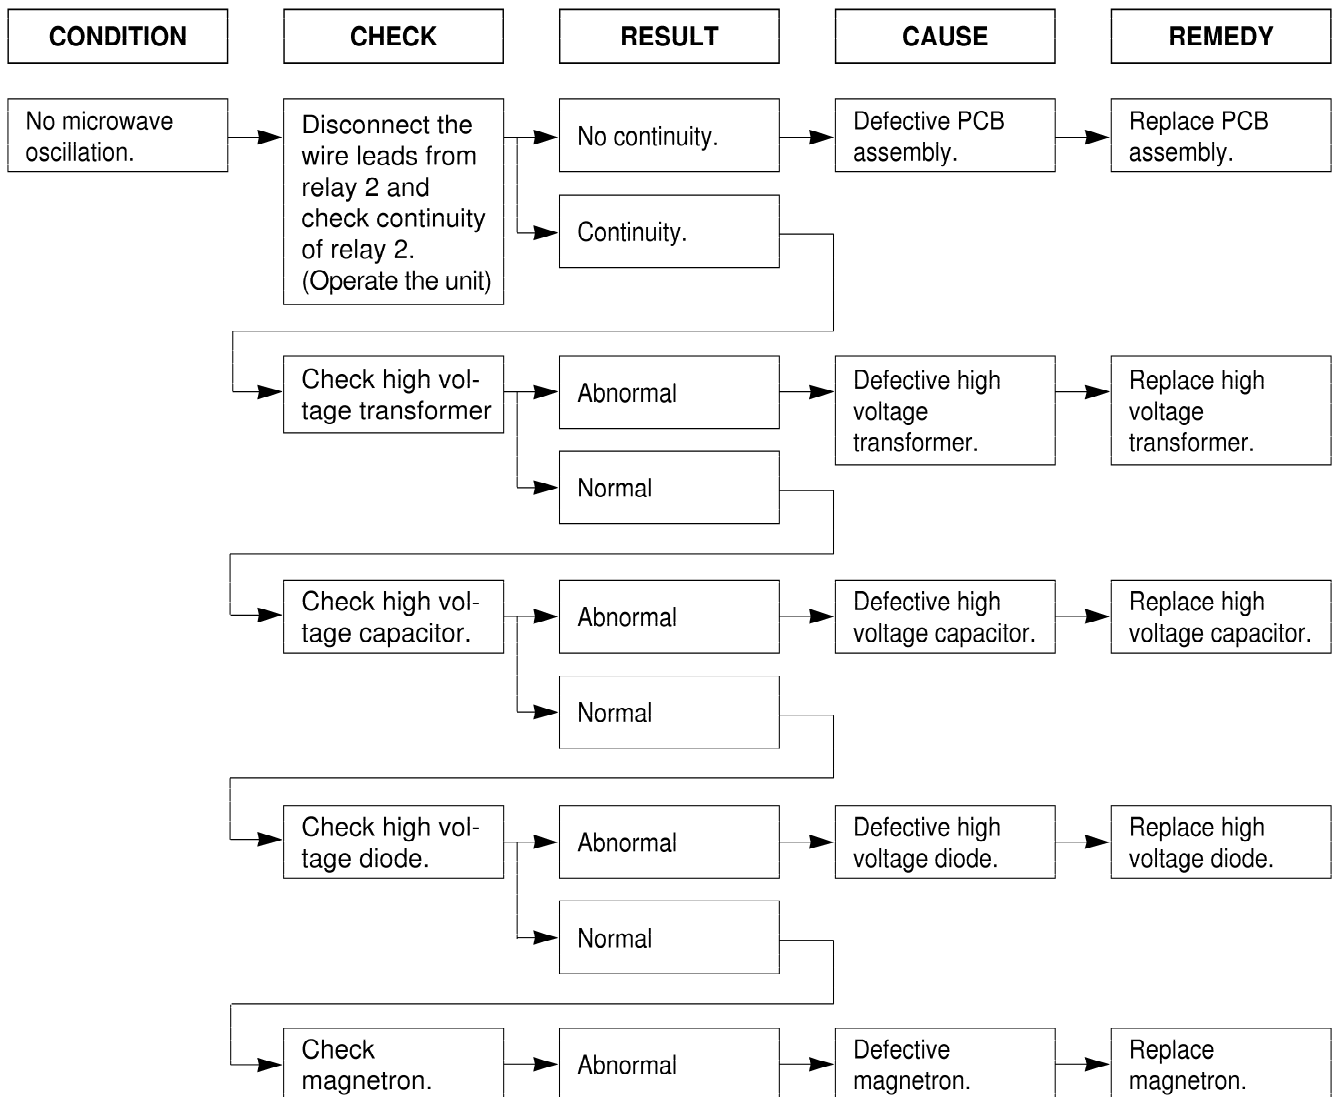 CONDITION
CHECK
RESULT
CAUSE
REMEDY
No microwave
oscillation.
Disconnect the
wire leads from
relay 2 and
check continuity
of relay 2.
(Operate the unit)
No continuity.
Defective PCB
assembly.
Replace PCB
assembly.
Continuity.
Check high vol-
tage transformer
Abnormal
Defective high
voltage
transformer.
Replace high
voltage
transformer.
Normal
Check high vol-
tage capacitor.
Abnormal
Defective high
voltage capacitor.
Replace high
voltage capacitor.
Normal
Check high vol-
tage diode.
Abnormal
Defective high
voltage diode.
Replace high
voltage diode.
Normal
Check
magnetron.
Abnormal
Defective
magnetron.
Replace
magnetron.